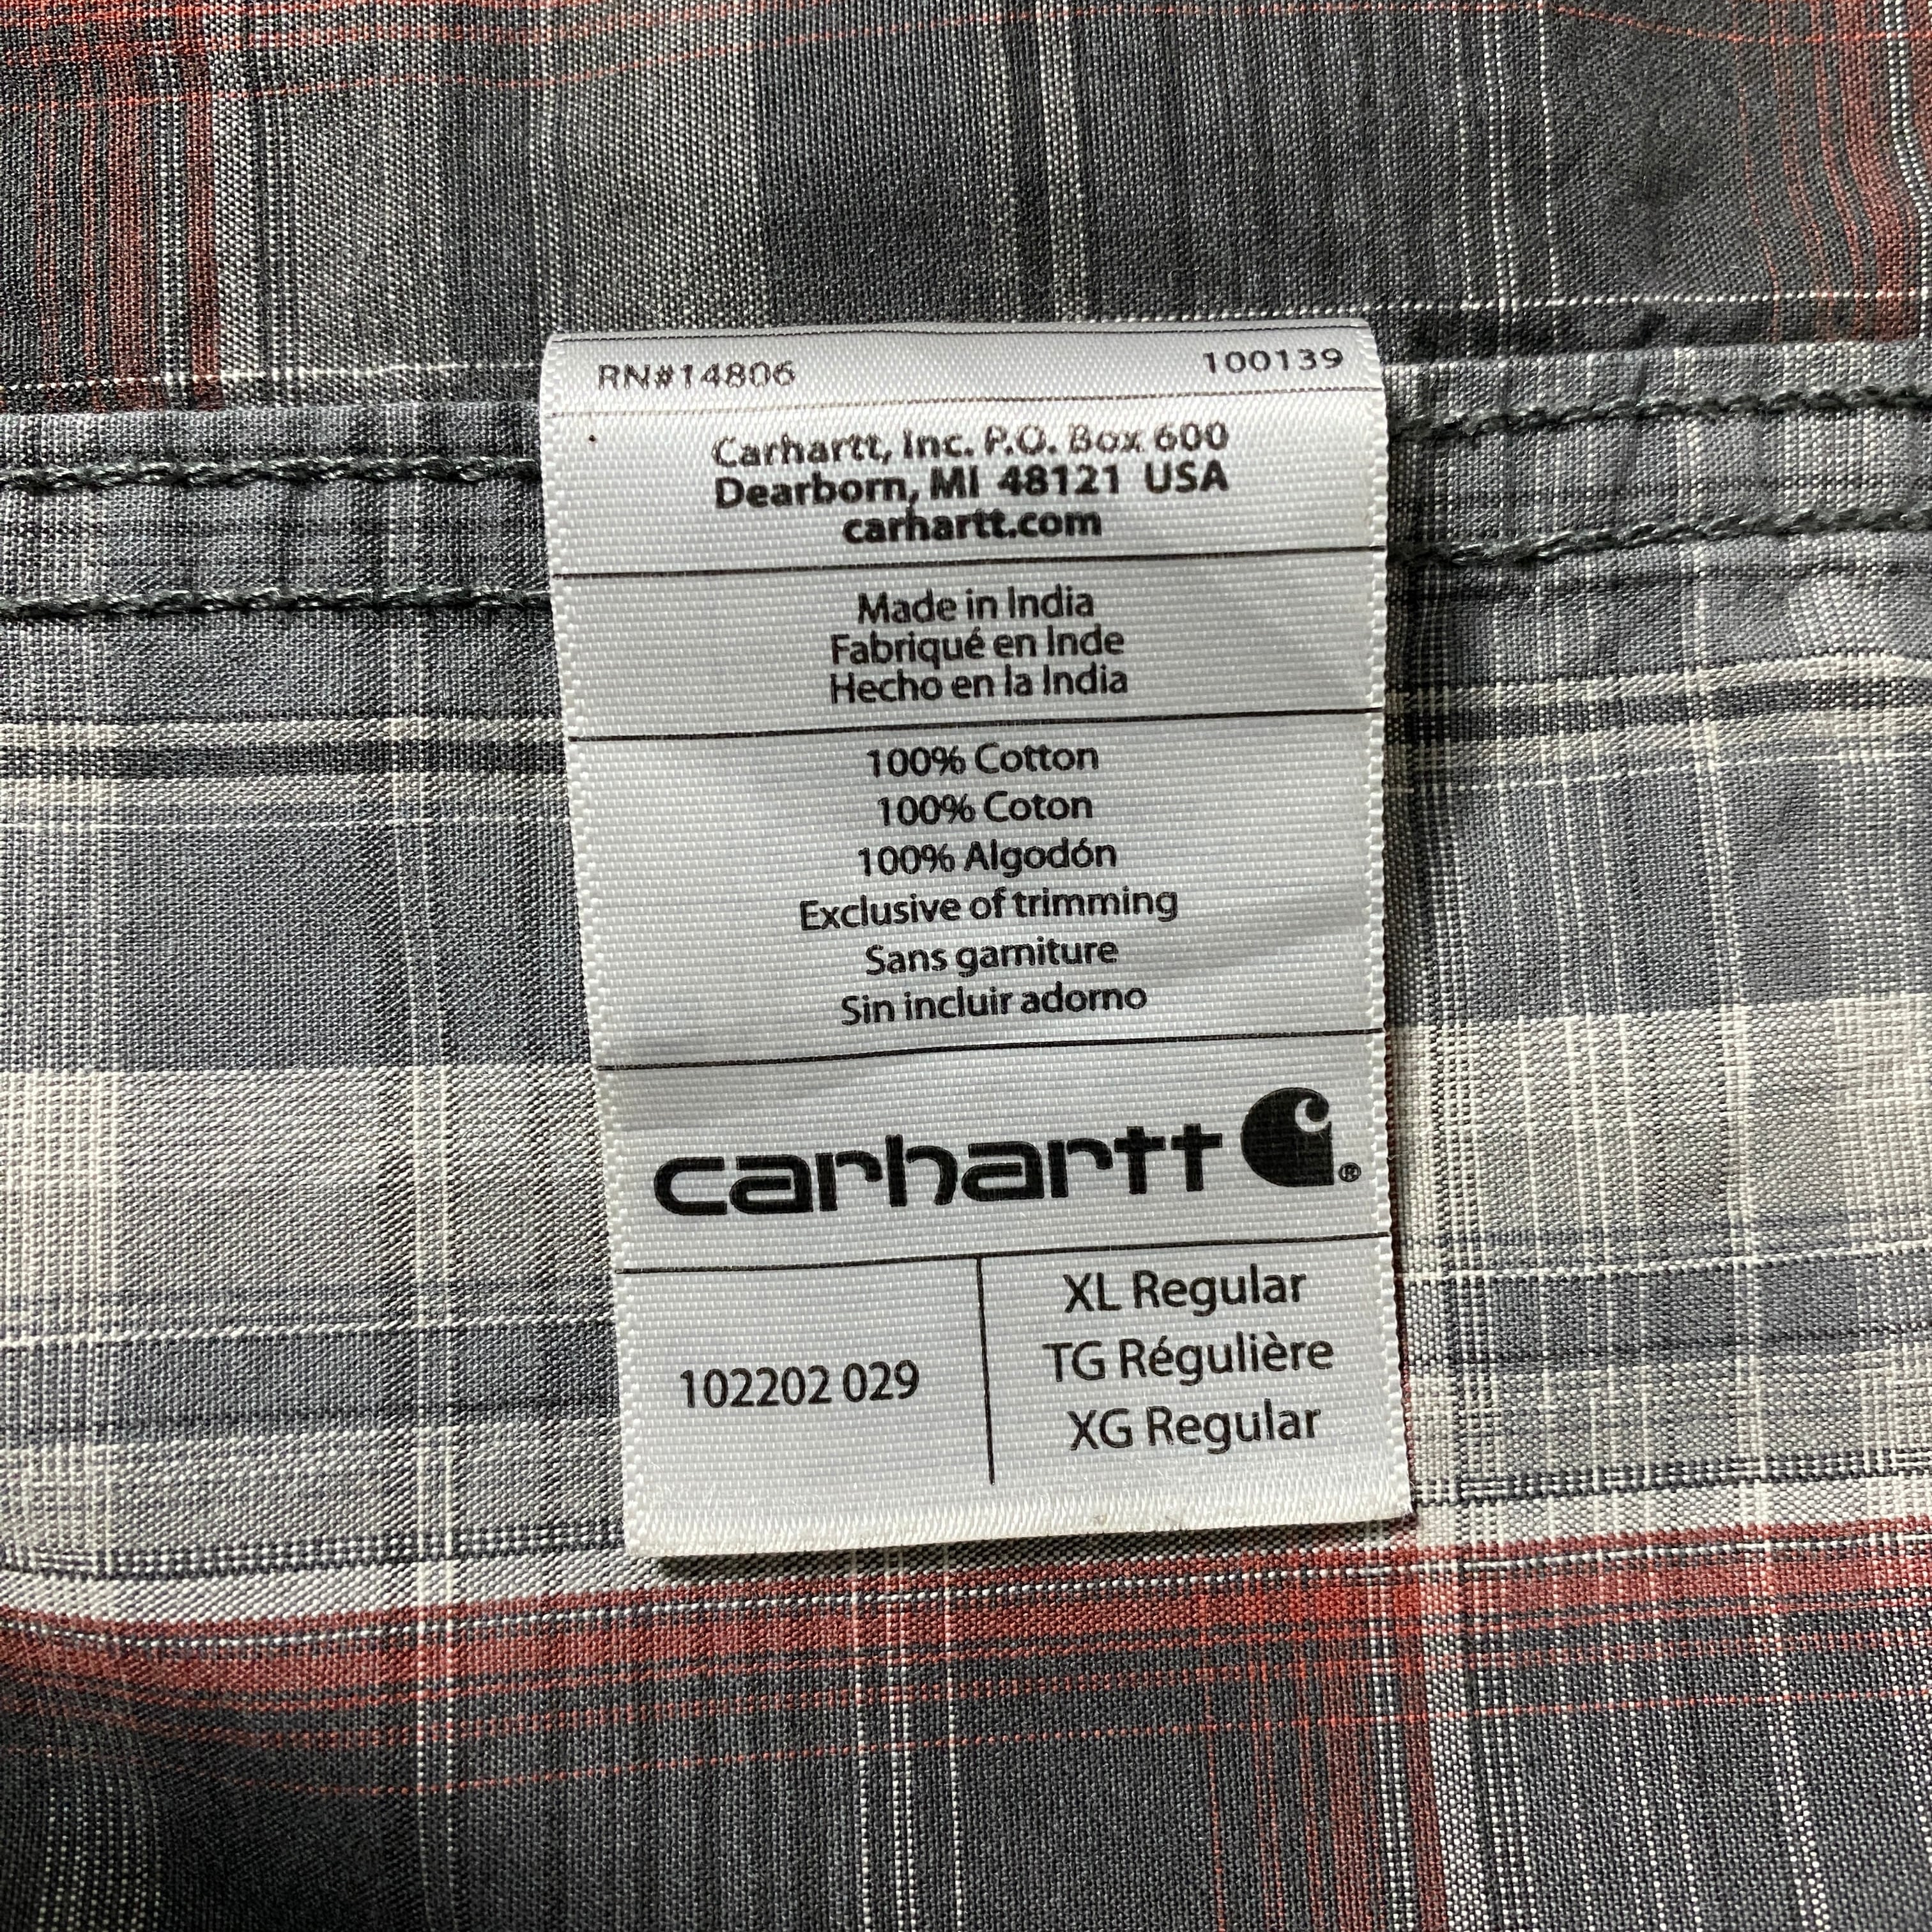 RN#14806 100139
Carhartt, Inc. P.O. Box 600
Dearborn, MI 48121 USA
carhartt.com
Made in India
Fabriqué en Inde
Hecho en la India
100% Cotton
100% Coton
100% Algodón
Exclusive of trimming
Sans garniture
Sin incluir adorno
carhartt ®
102202 029
XL Regular
TG Régulière
XG Regular